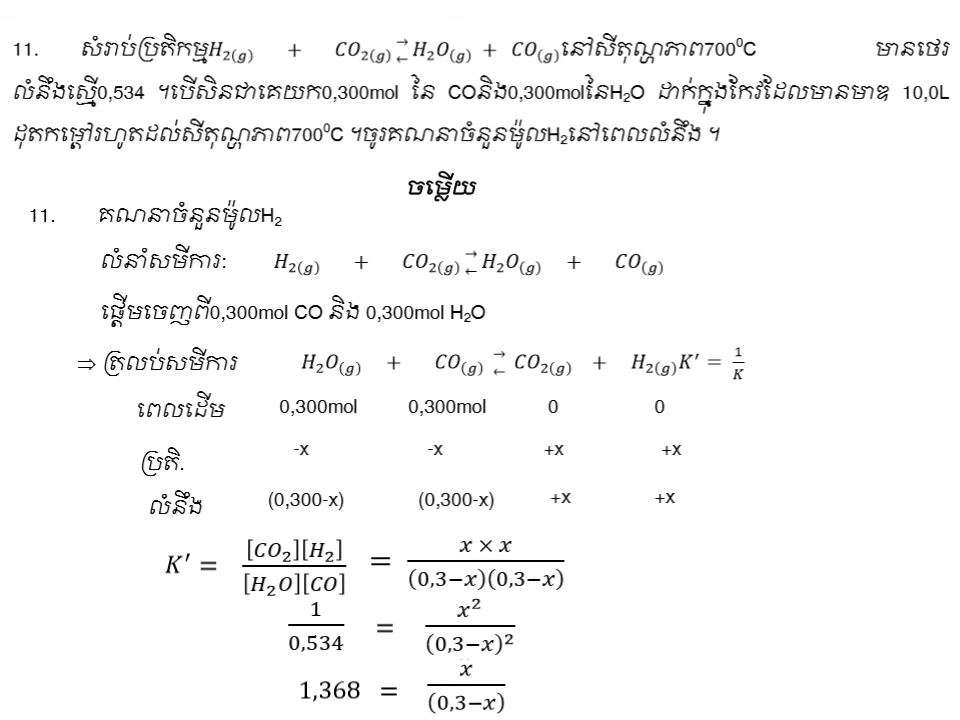 11. សំរាប់ប្រតិកម្មH₂(g) + CO₂(g) ⇄ H₂O(g) + CO(g)នៅសីតុណ្ហភាព700⁰C មានថេរ
លំនឹងស្មើ0,534 ។បើសិនជាគេយក0,300mol នៃ COនិង0,300molនៃH₂O ដាក់ក្នុងកែវដែលមានមាឌ 10,0L
ដុតកម្តៅរហូតដល់សីតុណ្ហភាព700⁰C ។ចូរគណនាចំនួនម៉ូលH₂នៅពេលលំនឹង ។
ចម្លើយ
11. គណនាចំនួនម៉ូលH₂
លំនាំសមីការ: H₂(g) + CO₂(g) ⇄ H₂O(g) + CO(g)
ផ្តើមចេញពី0,300mol CO និង 0,300mol H₂O
⇒ ត្រលប់សមីការ H₂O(g) + CO(g) ⇄ CO₂(g) + H₂(g) K′ = 1/K
ពេលដើម 0,300mol 0,300mol 0 0
ប្រតិ. -x -x +x +x
លំនឹង (0,300-x) (0,300-x) +x +x
K′ = [CO₂][H₂]/[H₂O][CO] = x × x/(0,3−x)(0,3−x)
1/0,534 = x²/(0,3−x)²
1,368 = x/(0,3−x)